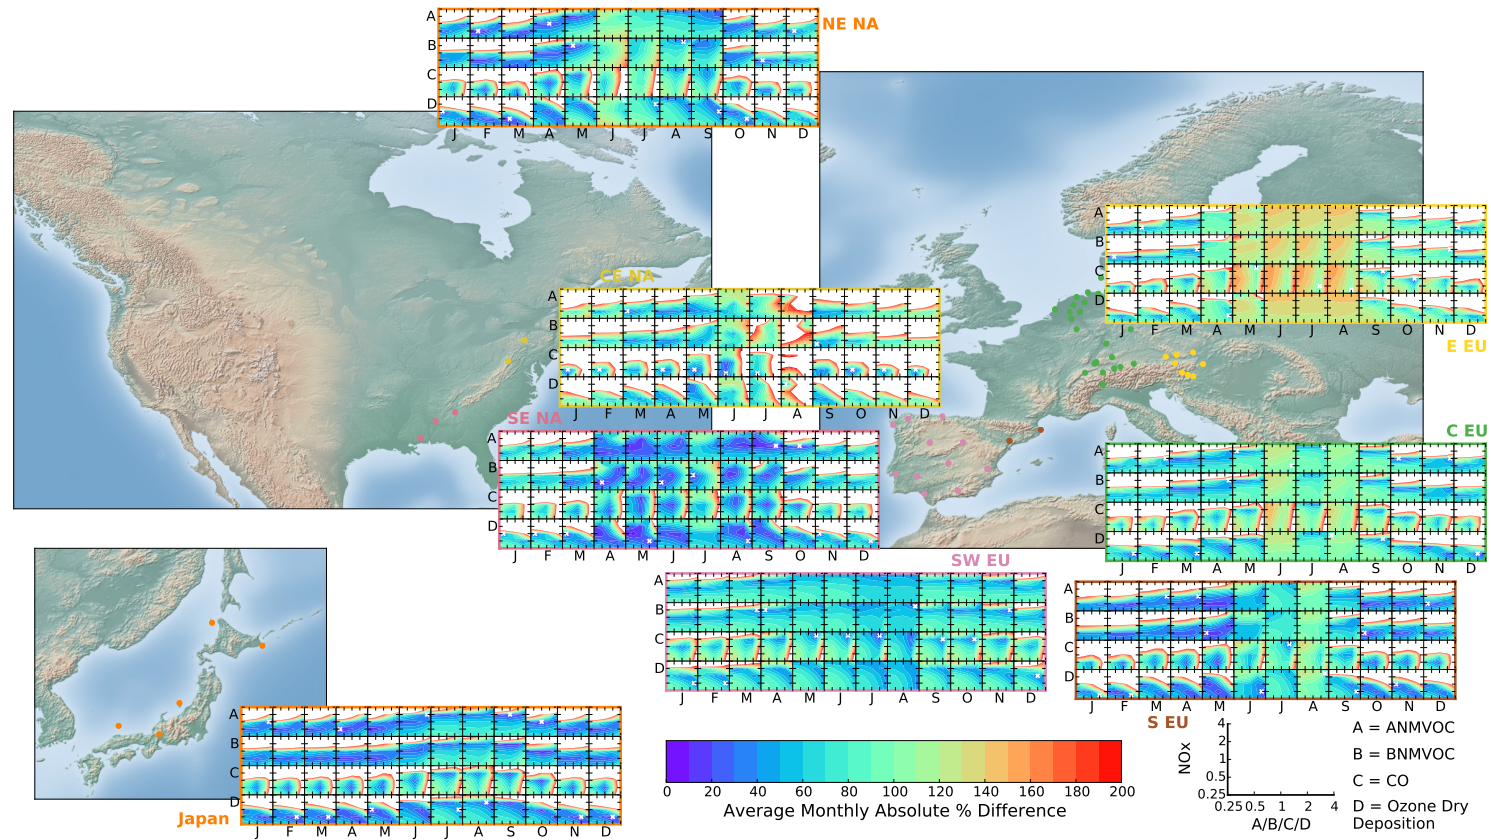 NE NA
A
B
C
D
J F M A M J J A S O N D
CE NA
A
B
C
D
J F M A M J J A S O N D
A
B
C
D
J F M A M J J A S O N D
E EU
SE NA
A
B
C
D
J F M A M J J A S O N D
C EU
A
B
C
D
J F M A M J J A S O N D
SW EU
A
B
C
D
J F M A M J J A S O N D
A
B
C
D
J F M A M J J A S O N D
S EU
A
B
C
D
Japan
J F M A M J J A S O N D
0 20 40 60 80 100 120 140 160 180 200
Average Monthly Absolute % Difference
NOx
4
2
1
0.5
0.25
0.25 0.5 1 2 4
A/B/C/D
A = ANMVOC
B = BNMVOC
C = CO
D = Ozone Dry
Deposition